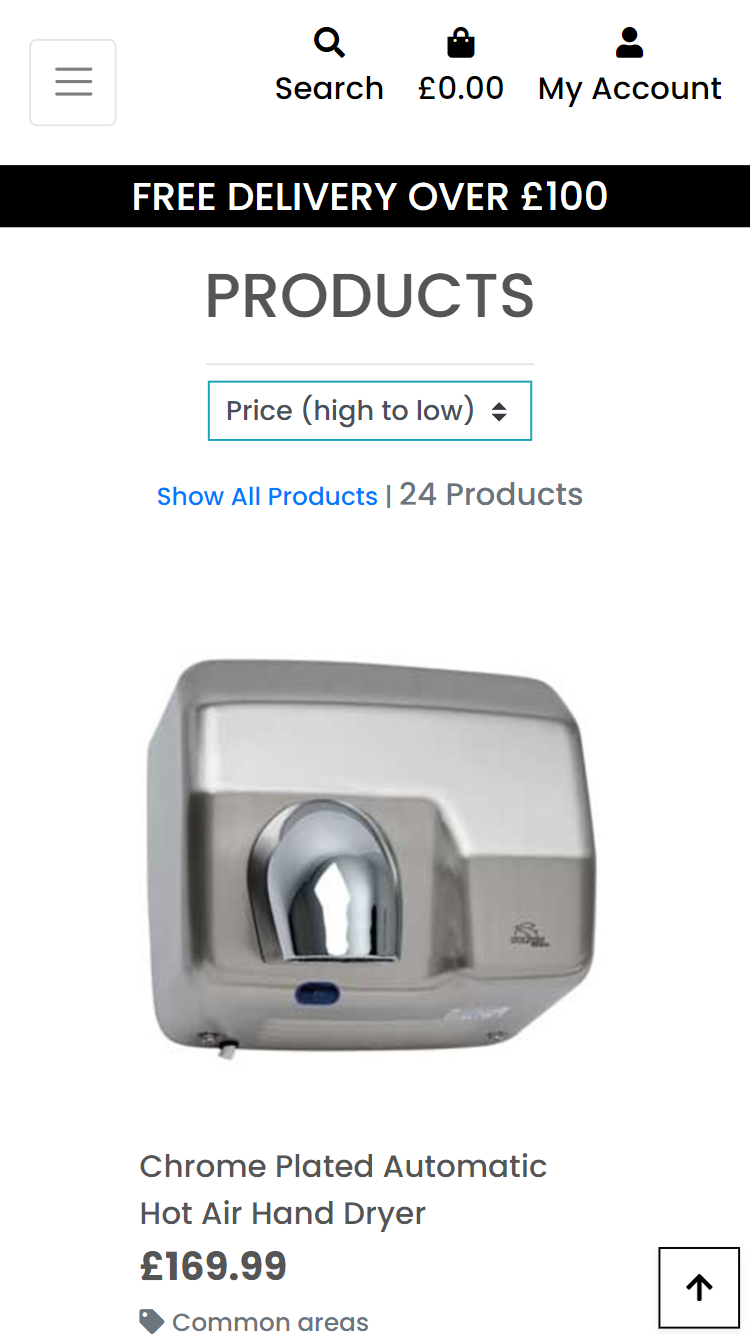 Search
£0.00
My Account
FREE DELIVERY OVER £100
PRODUCTS
Price (high to low)
Show All Products | 24 Products
Chrome Plated Automatic
Hot Air Hand Dryer
£169.99
Common areas